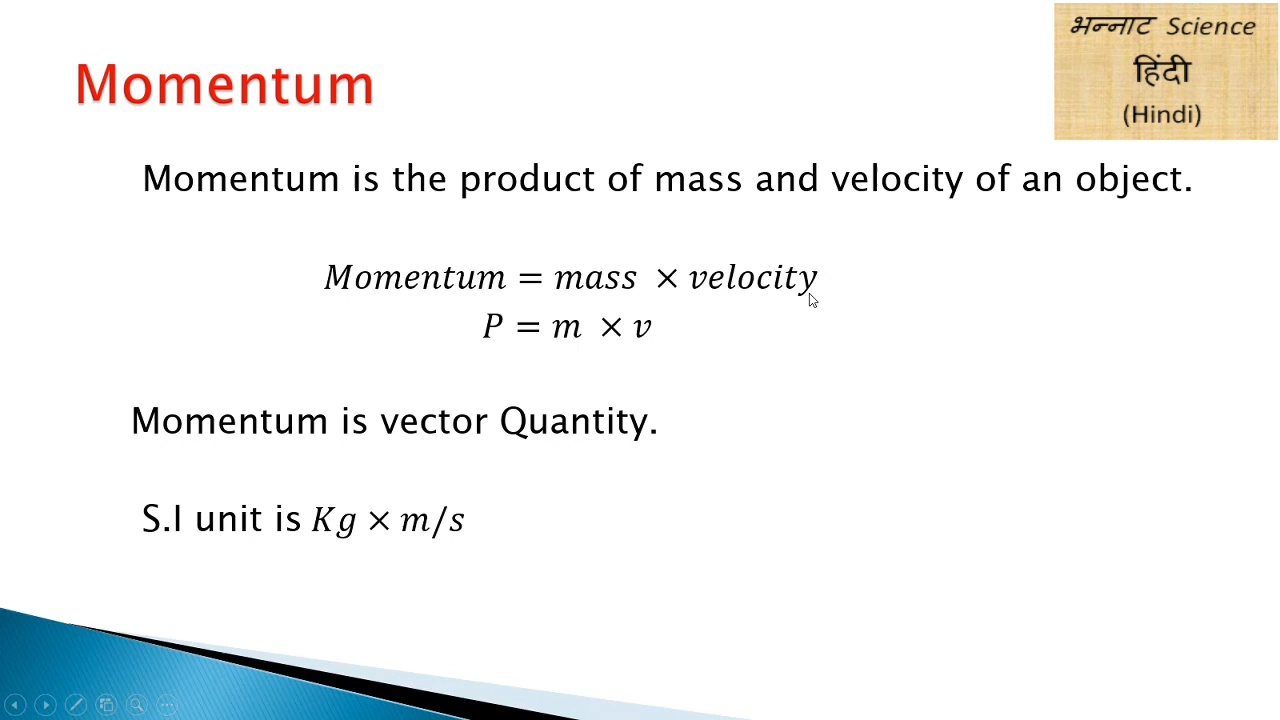 भन्नाट Science
हिंदी
(Hindi)
Momentum
Momentum is the product of mass and velocity of an object.
Momentum = mass × velocity
P = m × v
Momentum is vector Quantity.
S.I unit is Kg × m/s